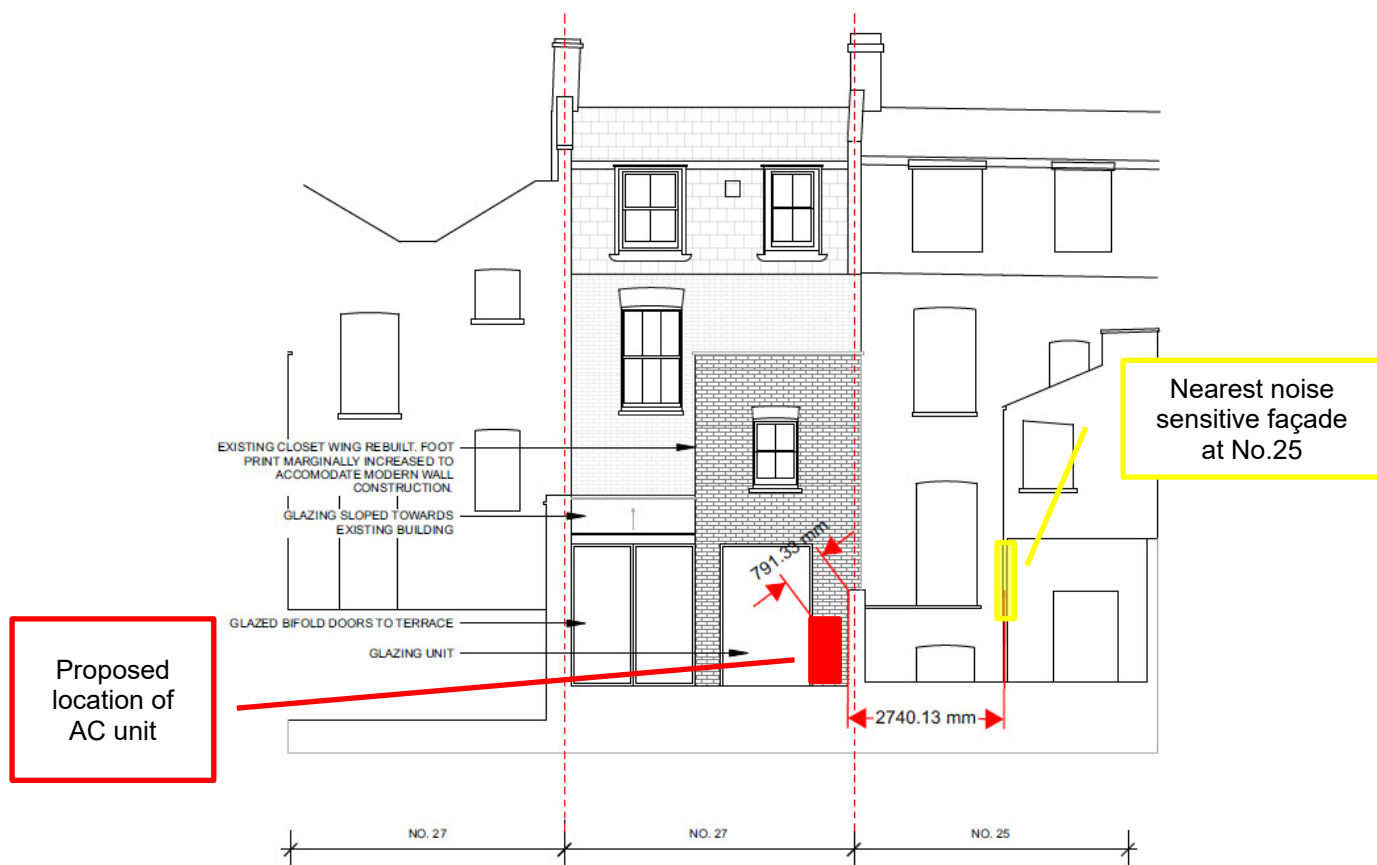 EXISTING CLOSET WING REBUILT. FOOT
PRINT MARGINALLY INCREASED TO
ACCOMODATE MODERN WALL
CONSTRUCTION.
GLAZING SLOPED TOWARDS
EXISTING BUILDING
GLAZED BIFOLD DOORS TO TERRACE
GLAZING UNIT
791.33 mm
2740.13 mm
Nearest noise
sensitive façade
at No.25
Proposed
location of
AC unit
NO. 27
NO. 27
NO. 25